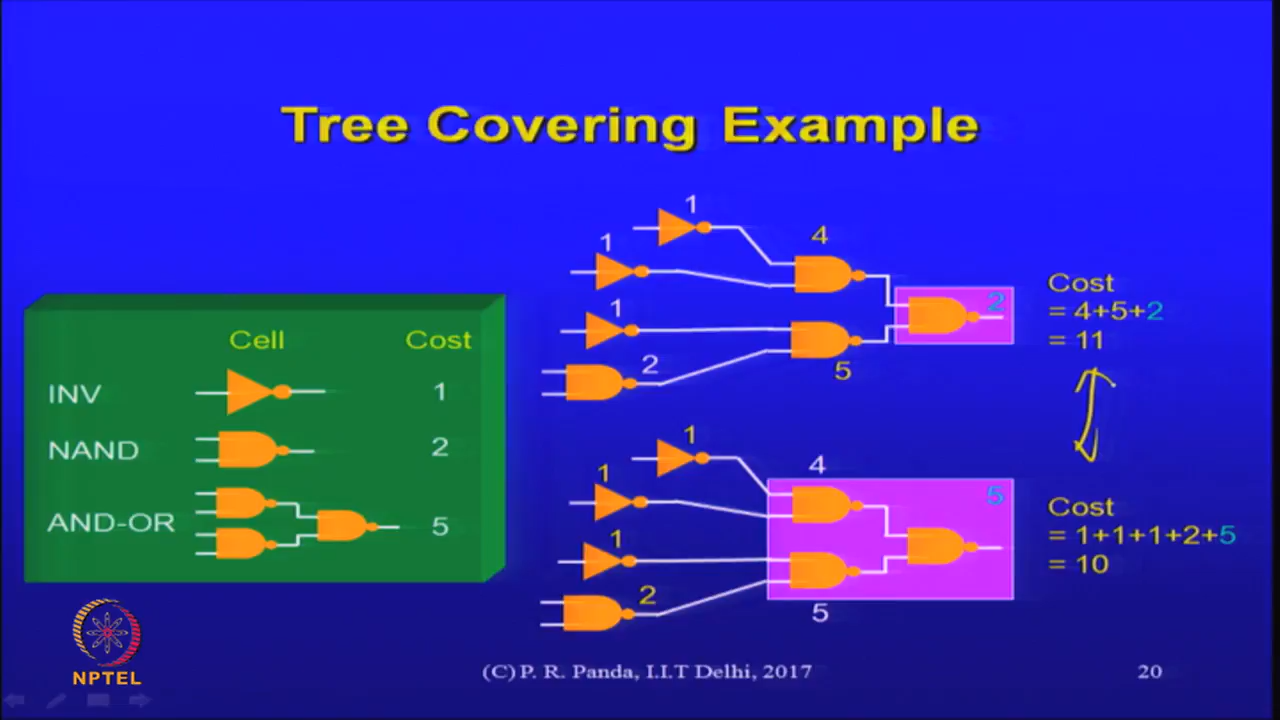 Tree Covering Example
Cell Cost
INV 1
NAND 2
AND-OR 5
1
1
1
2
4
5
2
Cost
= 4+5+2
= 11
1
1
1
2
4
5
5
Cost
= 1+1+1+2+5
= 10
NPTEL
(C) P. R. Panda, I.I.T Delhi, 2017
20